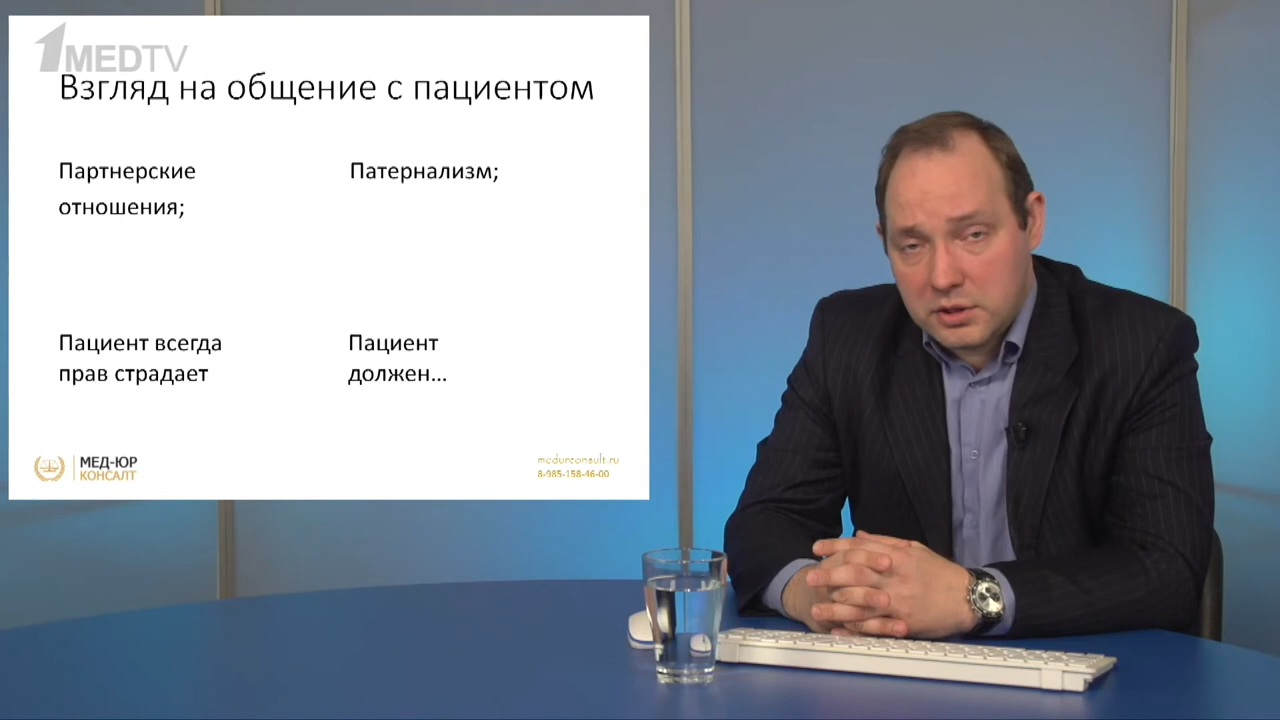 1MEDTV
Взгляд на общение с пациентом
Партнерские
отношения;
Патернализм;
Пациент всегда
прав страдает
Пациент
должен...
МЕД-ЮР
КОНСАЛТ
medurconsult.ru
8-985-158-46-00